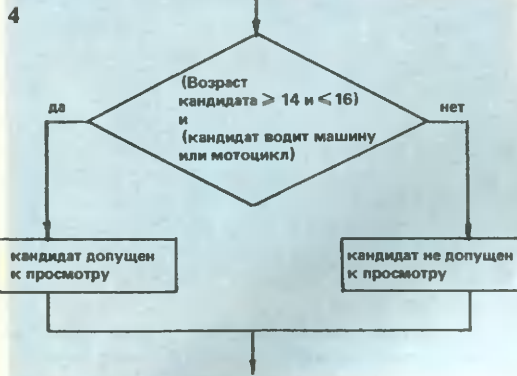 4
(Возраст
кандидата ⩾ 14 и ⩽ 16)
и
(кандидат водит машину
или мотоцикл)
да
нет
кандидат допущен
к просмотру
кандидат не допущен
к просмотру